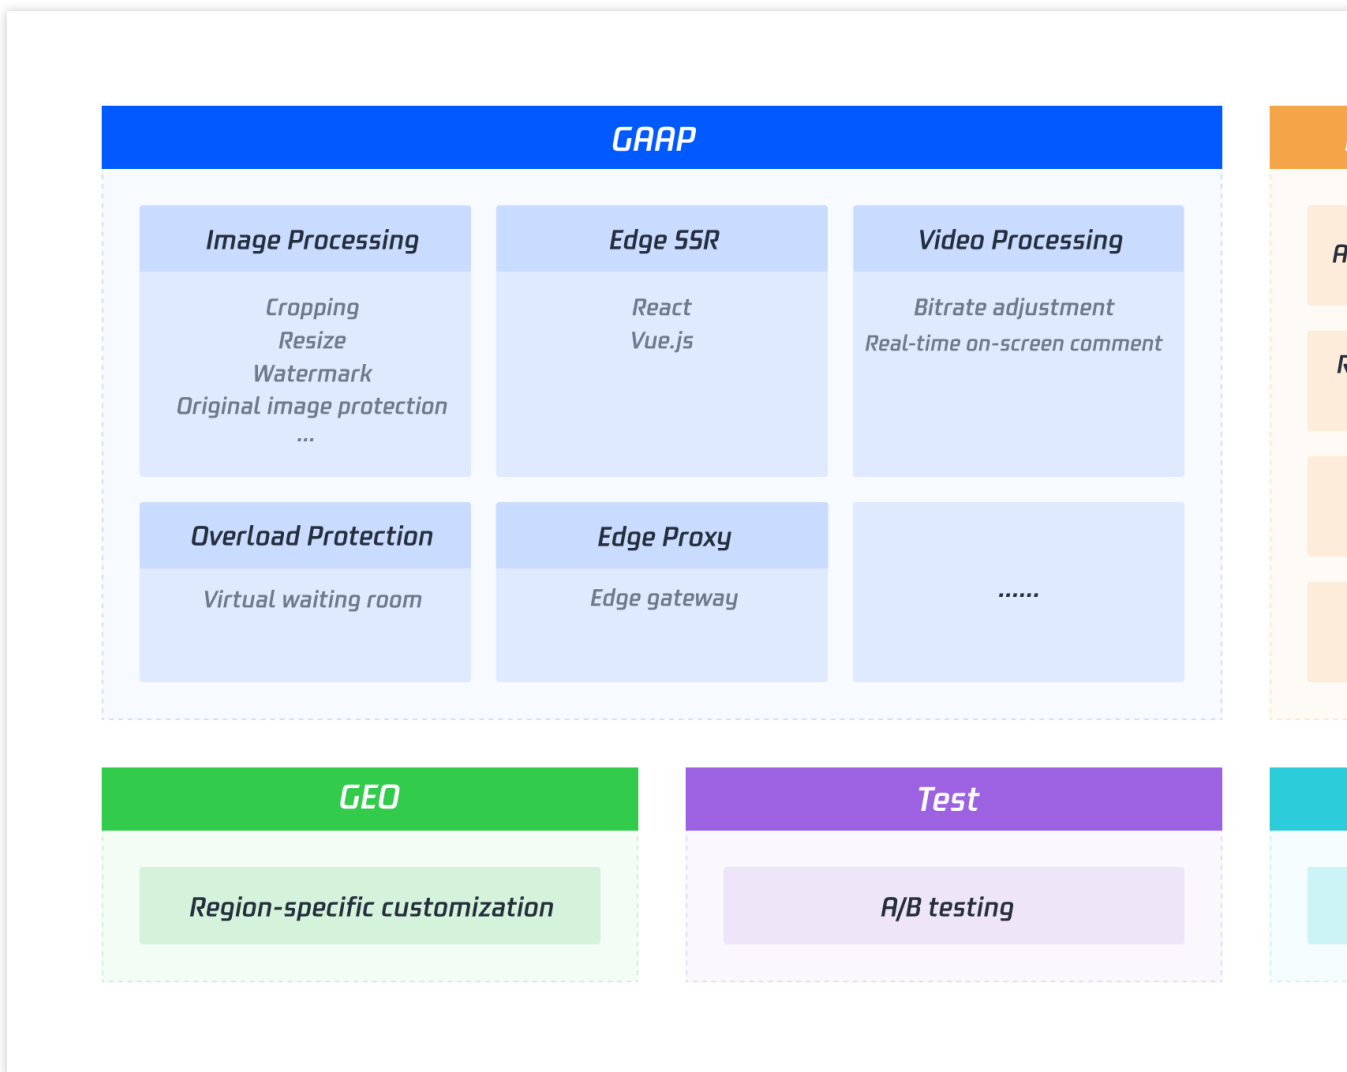 GAAP
Image Processing
Cropping
Resize
Watermark
Original image protection
...
Edge SSR
React
Vue.js
Video Processing
Bitrate adjustment
Real-time on-screen comment
Overload Protection
Virtual waiting room
Edge Proxy
Edge gateway
......
GEO
Region-specific customization
Test
A/B testing